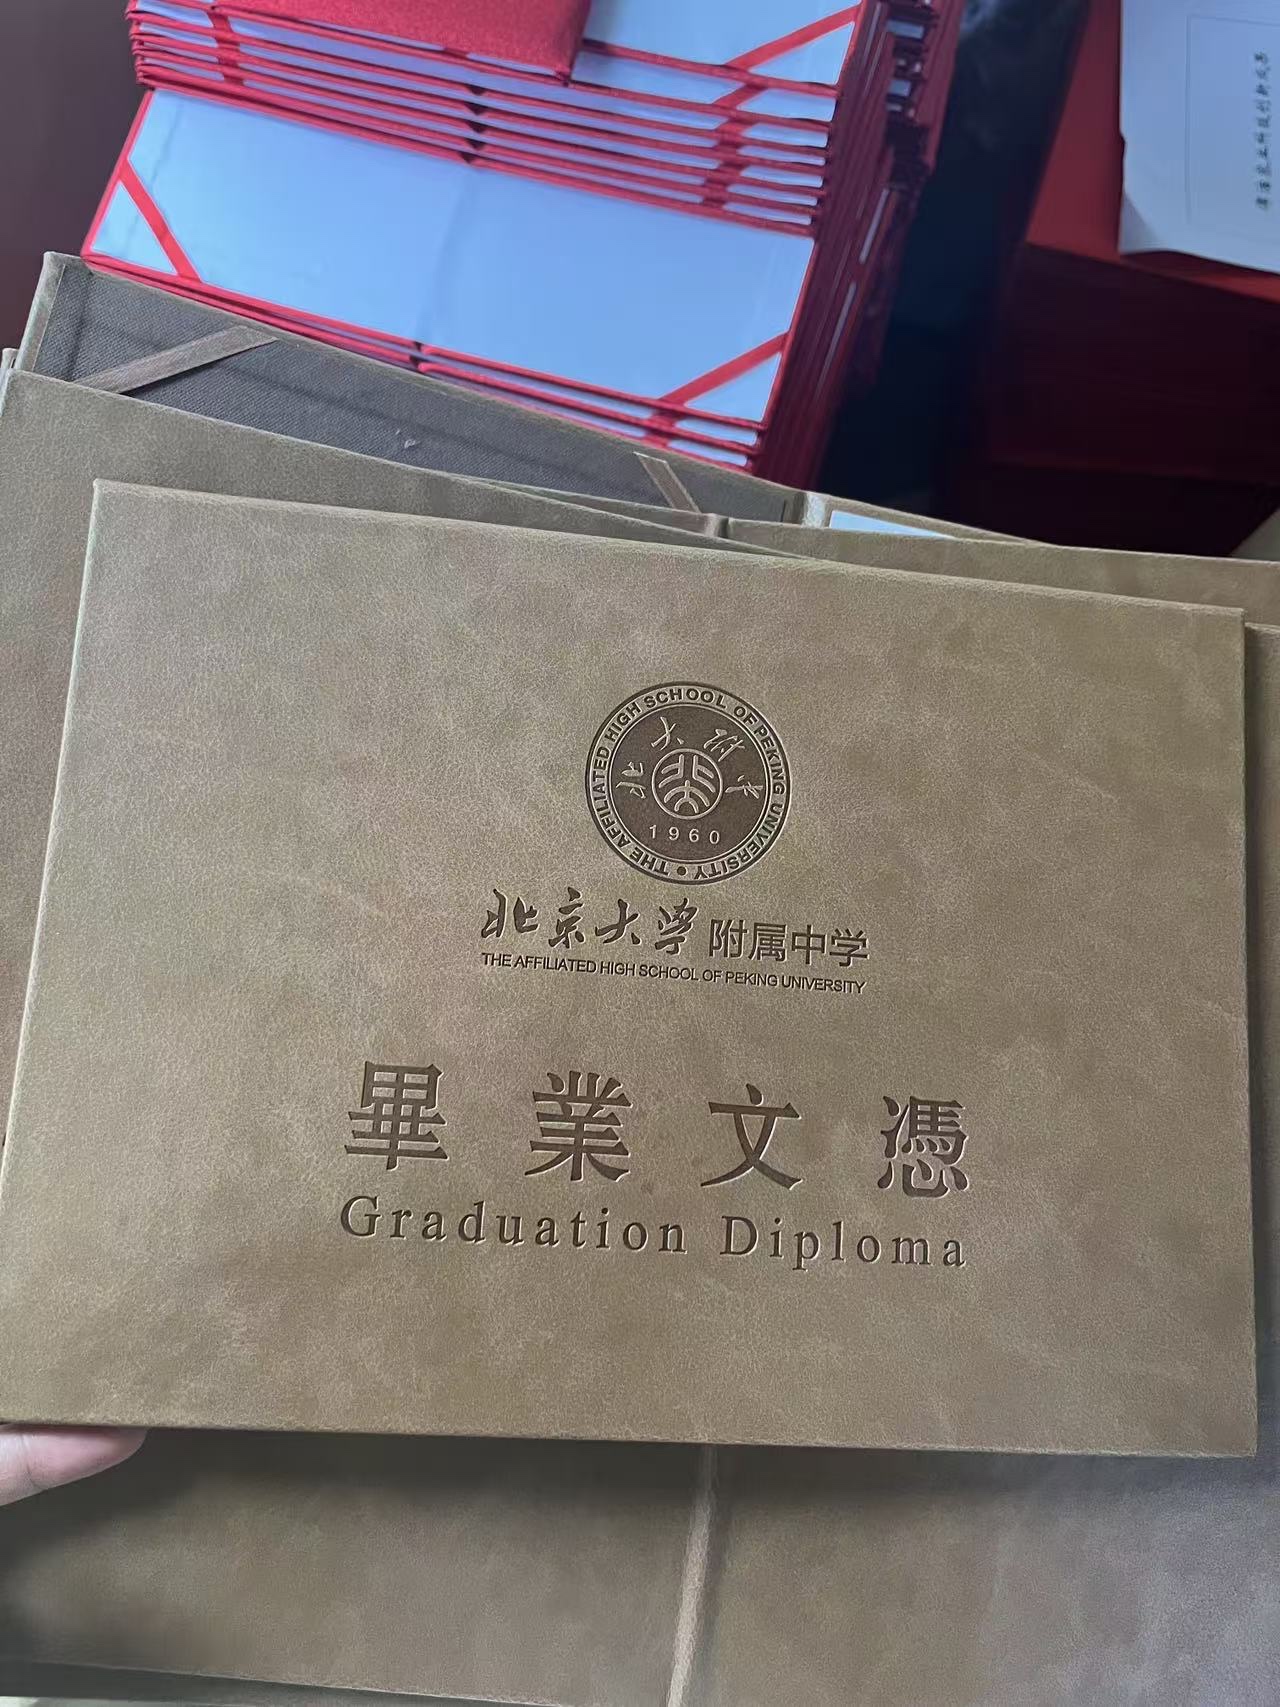 THE AFFILIATED HIGH SCHOOL OF PEKING UNIVERSITY
北大附中
1960
北京大学 附属中学
THE AFFILIATED HIGH SCHOOL OF PEKING UNIVERSITY
畢業文憑
Graduation Diploma